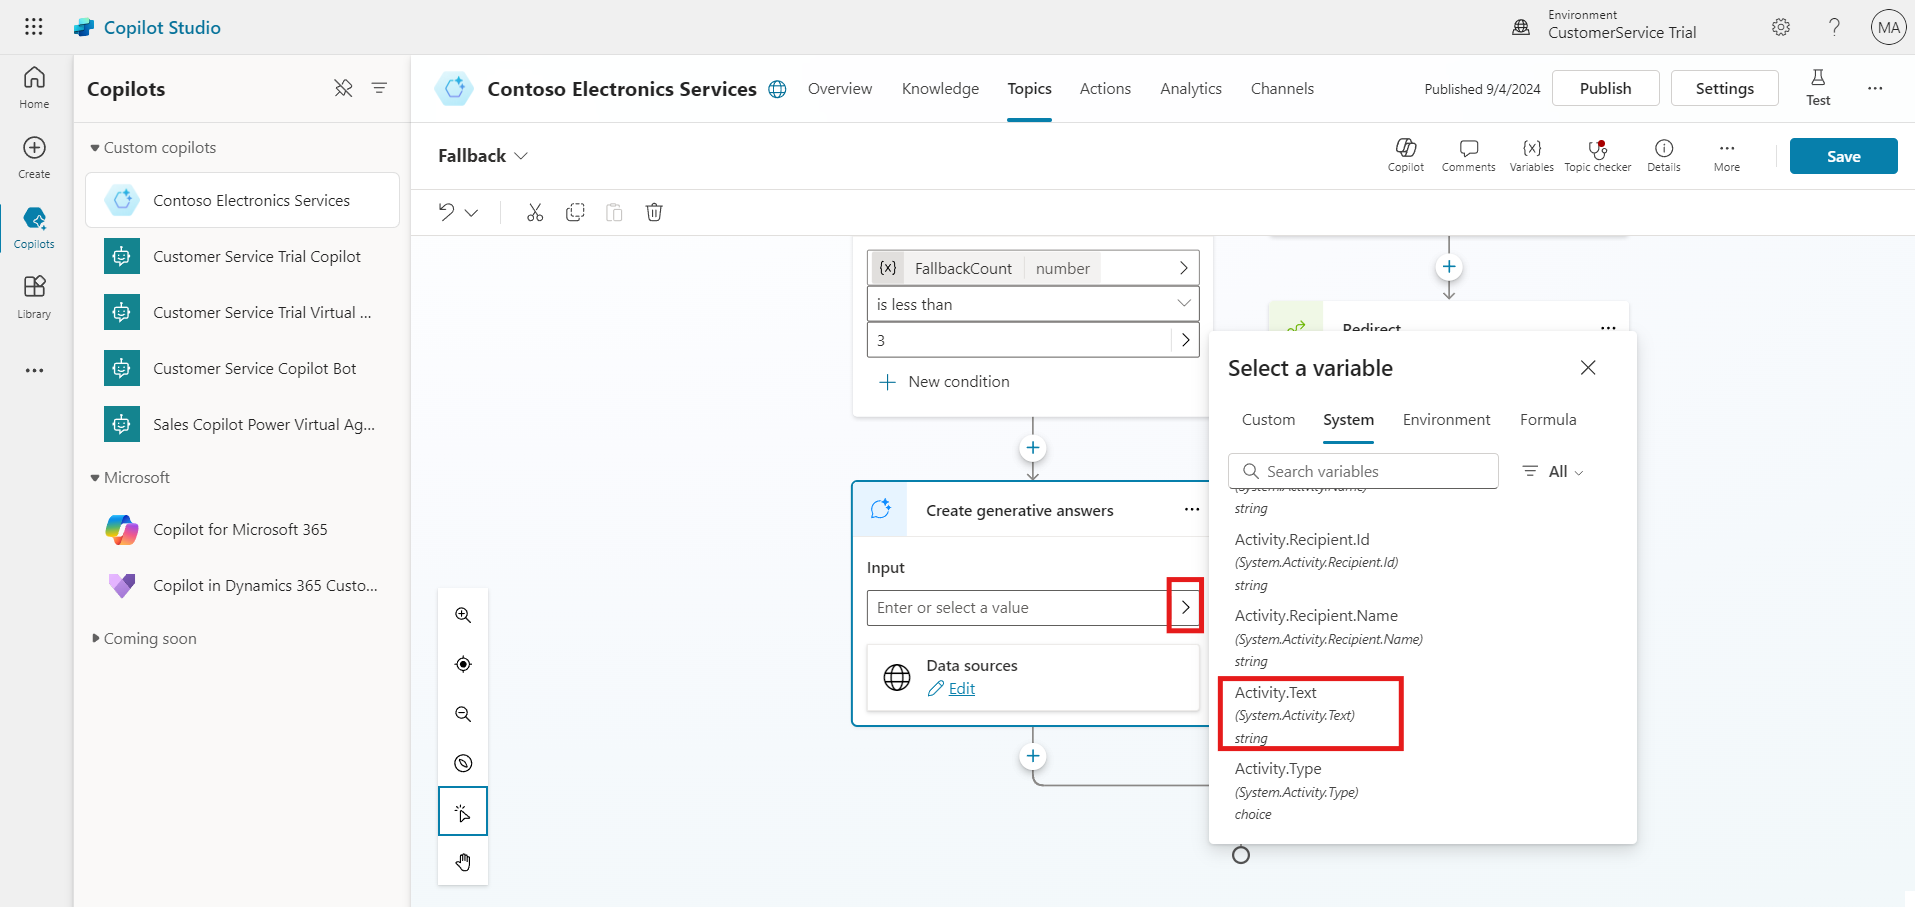 Copilot Studio
Environment
CustomerService Trial
?
MA
Home
Create
Copilots
Library
Copilots
Custom copilots
Contoso Electronics Services
Customer Service Trial Copilot
Customer Service Trial Virtual ...
Customer Service Copilot Bot
Sales Copilot Power Virtual Ag...
Microsoft
Copilot for Microsoft 365
Copilot in Dynamics 365 Custo...
Coming soon
Contoso Electronics Services
Overview
Knowledge
Topics
Actions
Analytics
Channels
Published 9/4/2024
Publish
Settings
Test
Fallback
Copilot
Comments
{x}
Variables
Topic checker
Details
More
Save
{x} FallbackCount number
is less than
3
New condition
Create generative answers
Input
Enter or select a value
Data sources
Edit
Redirect
Select a variable
Custom
System
Environment
Formula
Search variables
All
(System.Activity.Name)
string
Activity.Recipient.Id
(System.Activity.Recipient.Id)
string
Activity.Recipient.Name
(System.Activity.Recipient.Name)
string
Activity.Text
(System.Activity.Text)
string
Activity.Type
(System.Activity.Type)
choice